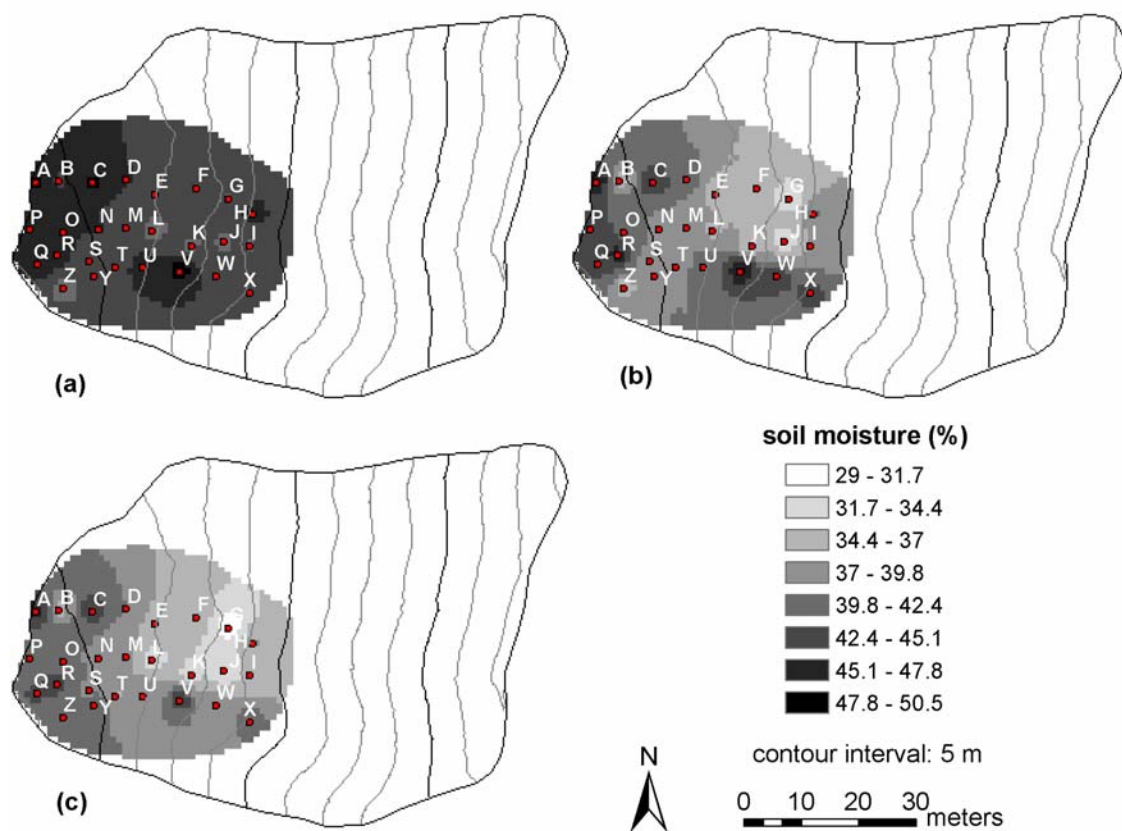 A B C D E F G H I J K L M N O P Q R S T U V W X Y Z
(a)
A B C D E F G H I J K L M N O P Q R S T U V W X Y Z
(b)
A B C D E F G H I J K L M N O P Q R S T U V W X Y Z
(c)
soil moisture (%)
29 - 31.7
31.7 - 34.4
34.4 - 37
37 - 39.8
39.8 - 42.4
42.4 - 45.1
45.1 - 47.8
47.8 - 50.5
contour interval: 5 m
N
0 10 20 30
meters